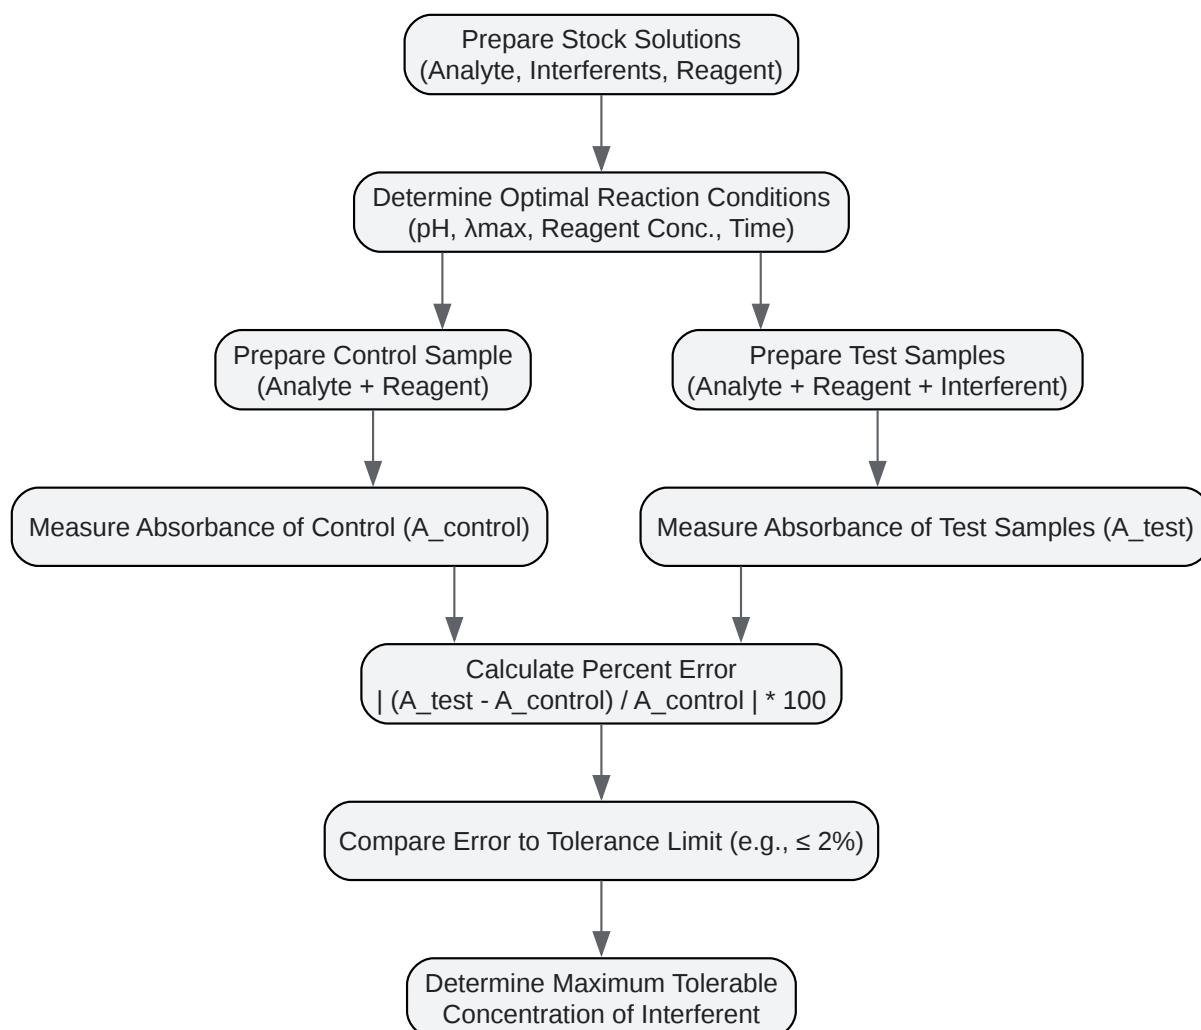 Prepare Stock Solutions
(Analyte, Interferents, Reagent)
Determine Optimal Reaction Conditions
(pH, λmax, Reagent Conc., Time)
Prepare Control Sample
(Analyte + Reagent)
Prepare Test Samples
(Analyte + Reagent + Interferent)
Measure Absorbance of Control (A_control)
Measure Absorbance of Test Samples (A_test)
Calculate Percent Error
| (A_test - A_control) / A_control | * 100
Compare Error to Tolerance Limit (e.g., ≤ 2%)
Determine Maximum Tolerable
Concentration of Interferent